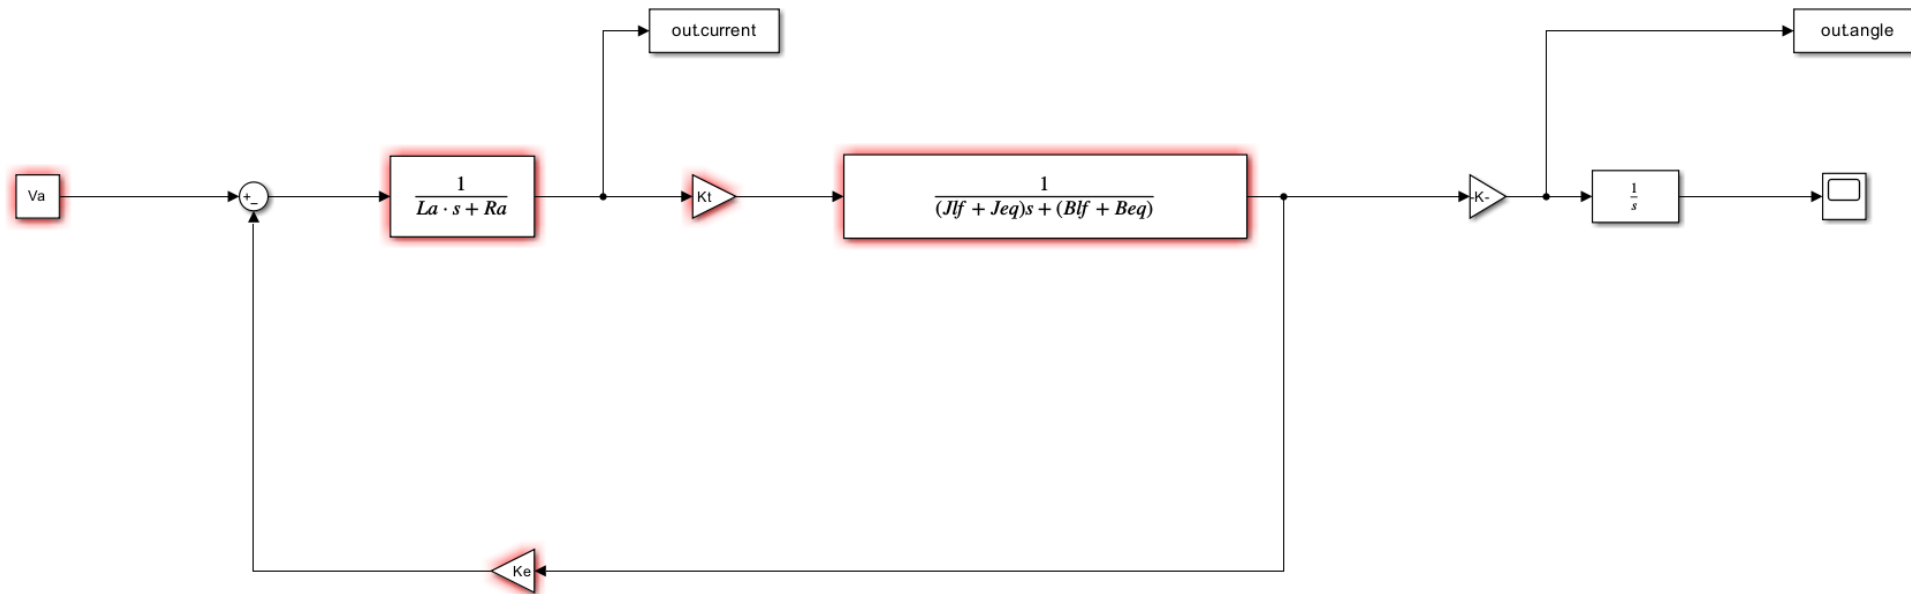 out.current
out.angle
Va
+
_
1
La · s + Ra
Kt
1
(Jlf + Jeq)s + (Blf + Beq)
-K-
1
s
Ke